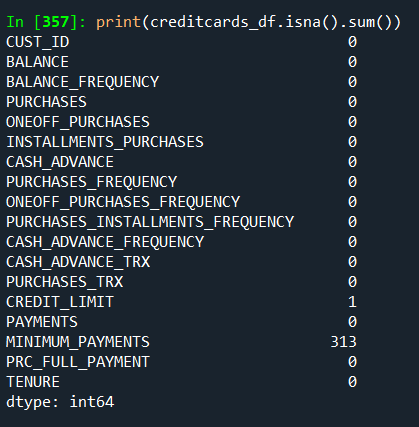 In [357]: print(creditcards_df.isna().sum())
CUST_ID 0
BALANCE 0
BALANCE_FREQUENCY 0
PURCHASES 0
ONEOFF_PURCHASES 0
INSTALLMENTS_PURCHASES 0
CASH_ADVANCE 0
PURCHASES_FREQUENCY 0
ONEOFF_PURCHASES_FREQUENCY 0
PURCHASES_INSTALLMENTS_FREQUENCY 0
CASH_ADVANCE_FREQUENCY 0
CASH_ADVANCE_TRX 0
PURCHASES_TRX 0
CREDIT_LIMIT 1
PAYMENTS 0
MINIMUM_PAYMENTS 313
PRC_FULL_PAYMENT 0
TENURE 0
dtype: int64